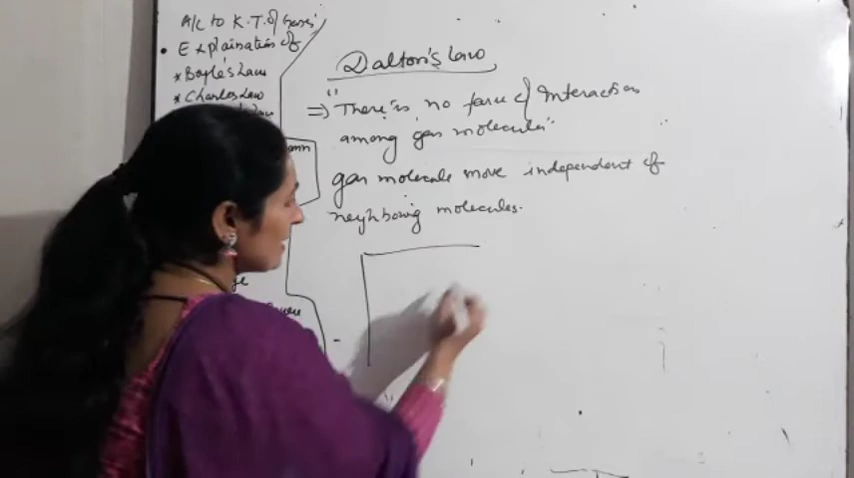 A/c to K.T. of Gases
• Explaination of
* Boyle's Law
* Charles Law
Dalton's Law
"
⇒ There is no force of Interaction
among gas molecules"
gas molecule move independent of
neighboing molecules.